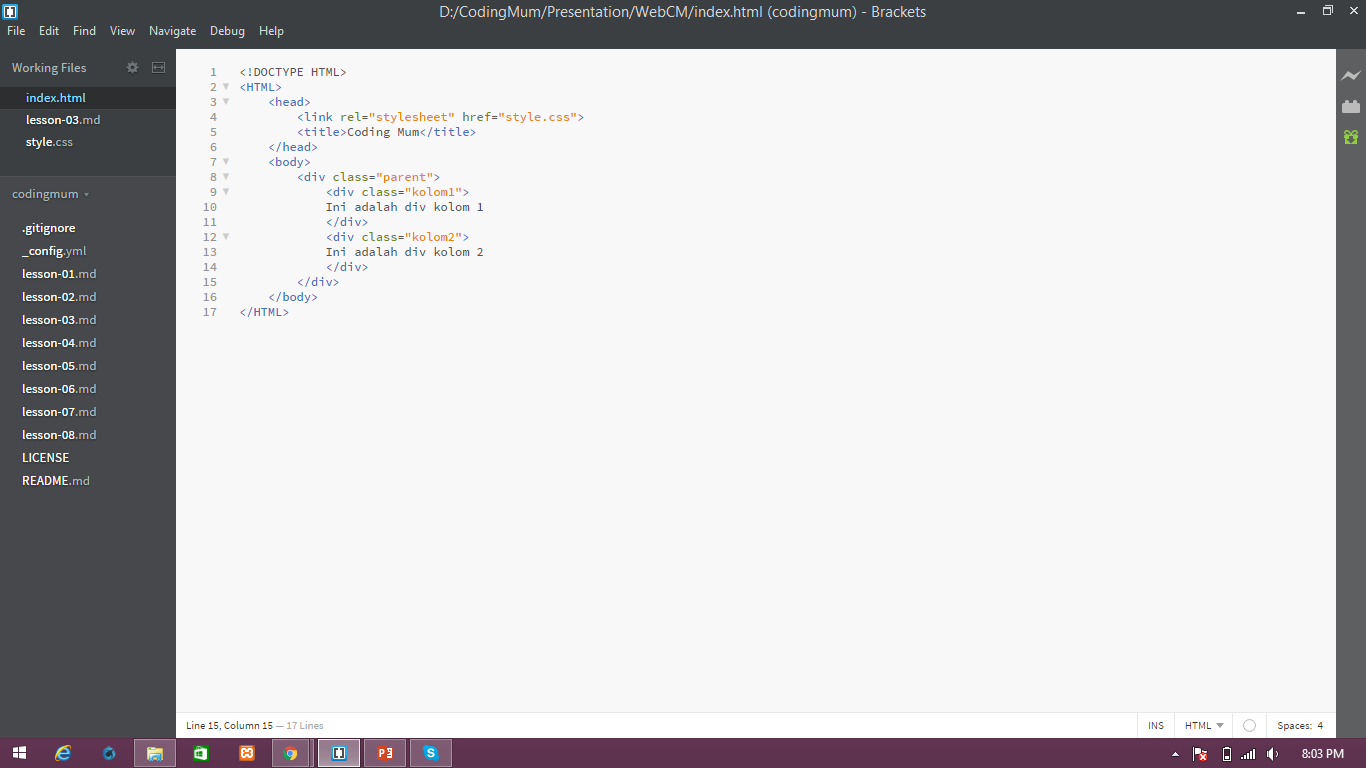 D:/CodingMum/Presentation/WebCM/index.html (codingmum) - Brackets
File Edit Find View Navigate Debug Help
Working Files
index.html
lesson-03.md
style.css
codingmum
.gitignore
_config.yml
lesson-01.md
lesson-02.md
lesson-03.md
lesson-04.md
lesson-05.md
lesson-06.md
lesson-07.md
lesson-08.md
LICENSE
README.md
1 <!DOCTYPE HTML>
2 <HTML>
3 <head>
4 <link rel="stylesheet" href="style.css">
5 <title>Coding Mum</title>
6 </head>
7 <body>
8 <div class="parent">
9 <div class="kolom1">
10 Ini adalah div kolom 1
11 </div>
12 <div class="kolom2">
13 Ini adalah div kolom 2
14 </div>
15 </div>
16 </body>
17 </HTML>
Line 15, Column 15 — 17 Lines
INS HTML Spaces: 4
8:03 PM